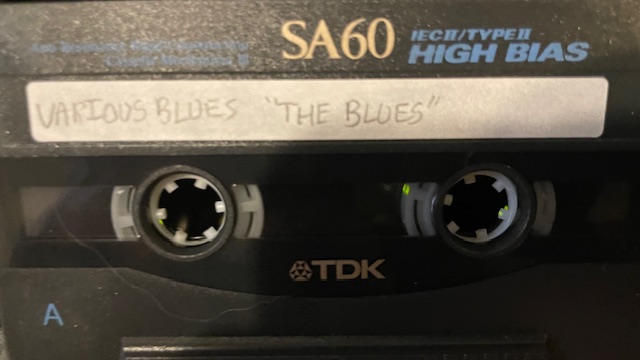 SA60 IECII/TYPEII
HIGH BIAS
VARIOUS BLUES "THE BLUES"
TDK
A